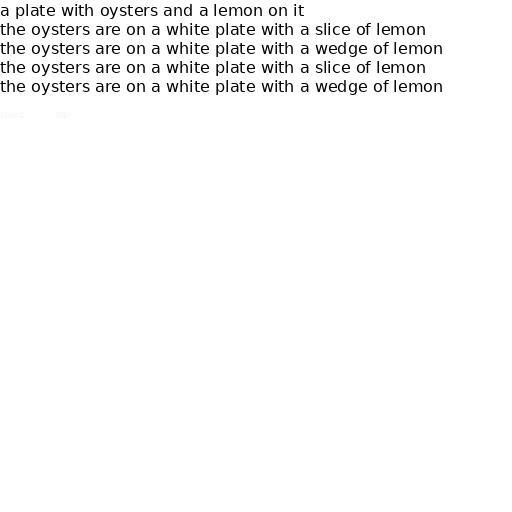 a plate with oysters and a lemon on it
the oysters are on a white plate with a slice of lemon
the oysters are on a white plate with a wedge of lemon
the oysters are on a white plate with a slice of lemon
the oysters are on a white plate with a wedge of lemon